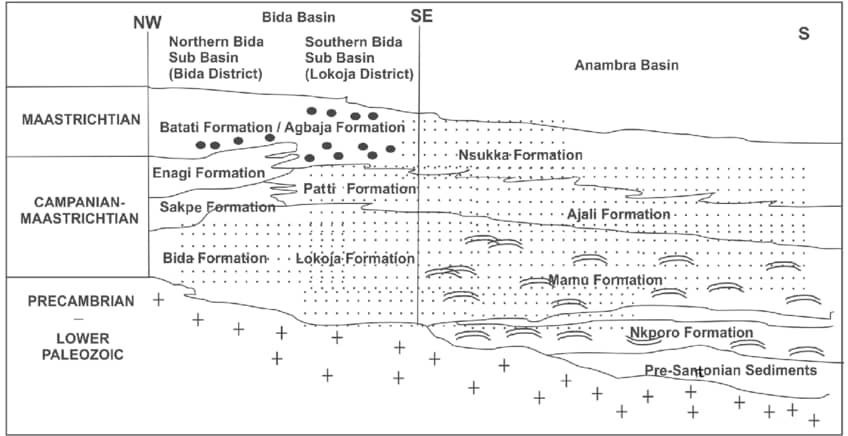 NW
Bida Basin
SE
S
Northern Bida
Sub Basin
(Bida District)
Southern Bida
Sub Basin
(Lokoja District)
Anambra Basin
MAASTRICHTIAN
Batati Formation / Agbaja Formation
Nsukka Formation
Enagi Formation
Patti Formation
CAMPANIAN-
MAASTRICHTIAN
Sakpe Formation
Ajali Formation
Bida Formation
Lokoja Formation
Mamu Formation
PRECAMBRIAN
–
LOWER
PALEOZOIC
Nkporo Formation
Pre-Santonian Sediments